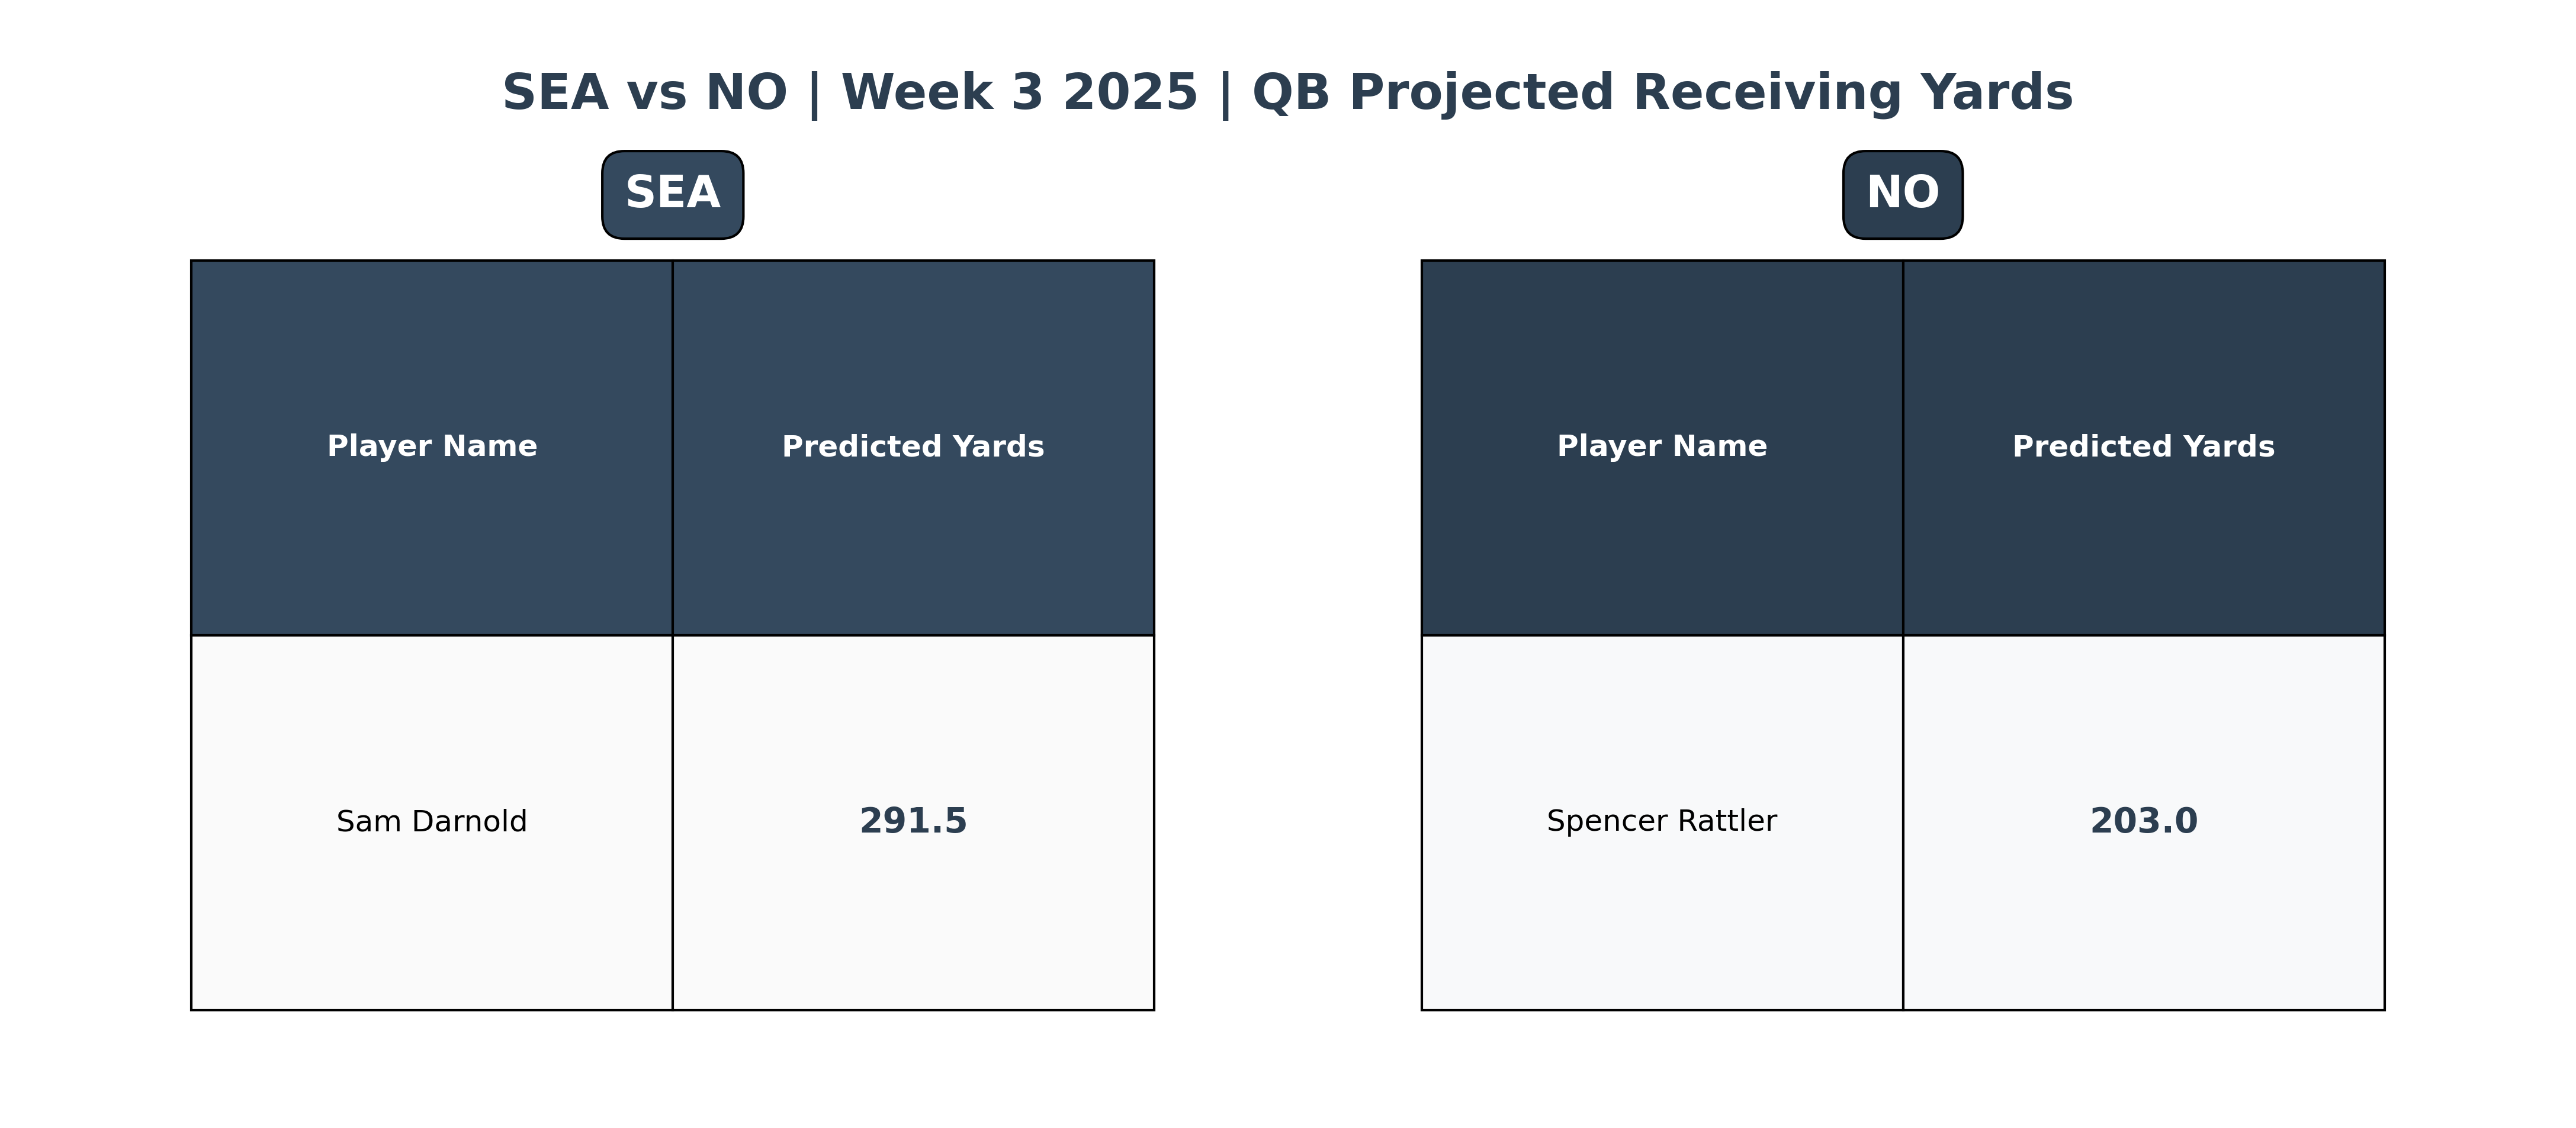 SEA vs NO | Week 3 2025 | QB Projected Receiving Yards
SEA
Player Name Predicted Yards
Sam Darnold 291.5
NO
Player Name Predicted Yards
Spencer Rattler 203.0